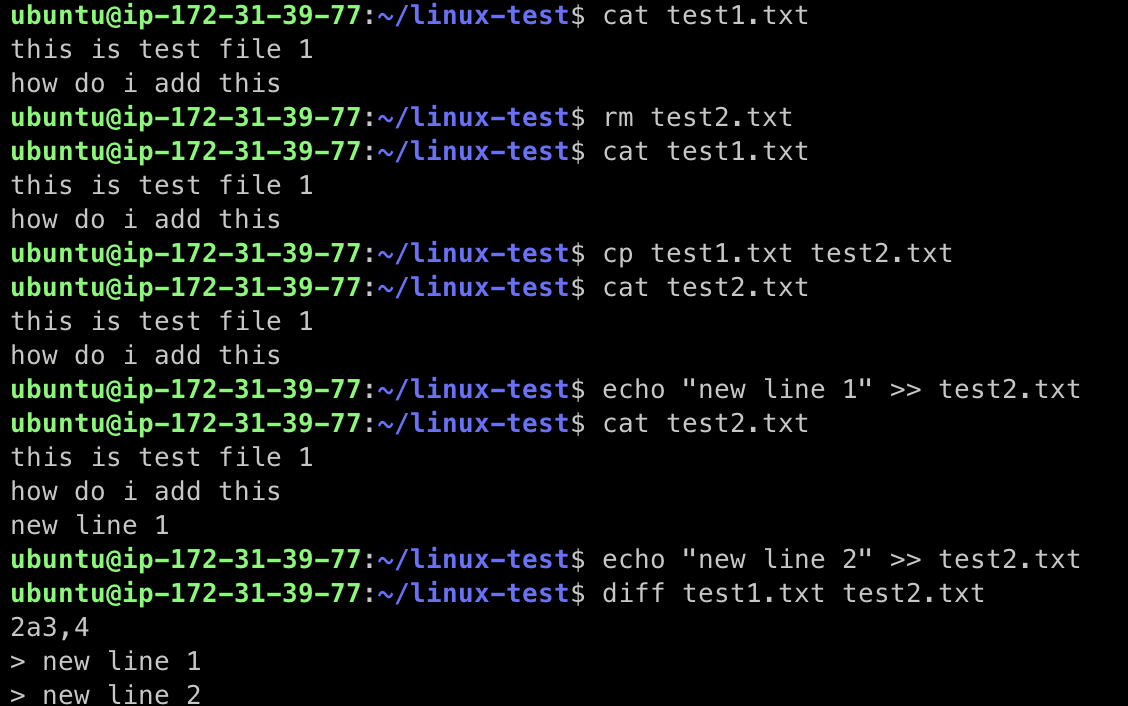 ubuntu@ip-172-31-39-77:~/linux-test$ cat test1.txt
this is test file 1
how do i add this
ubuntu@ip-172-31-39-77:~/linux-test$ rm test2.txt
ubuntu@ip-172-31-39-77:~/linux-test$ cat test1.txt
this is test file 1
how do i add this
ubuntu@ip-172-31-39-77:~/linux-test$ cp test1.txt test2.txt
ubuntu@ip-172-31-39-77:~/linux-test$ cat test2.txt
this is test file 1
how do i add this
ubuntu@ip-172-31-39-77:~/linux-test$ echo "new line 1" >> test2.txt
ubuntu@ip-172-31-39-77:~/linux-test$ cat test2.txt
this is test file 1
how do i add this
new line 1
ubuntu@ip-172-31-39-77:~/linux-test$ echo "new line 2" >> test2.txt
ubuntu@ip-172-31-39-77:~/linux-test$ diff test1.txt test2.txt
2a3,4
> new line 1
> new line 2